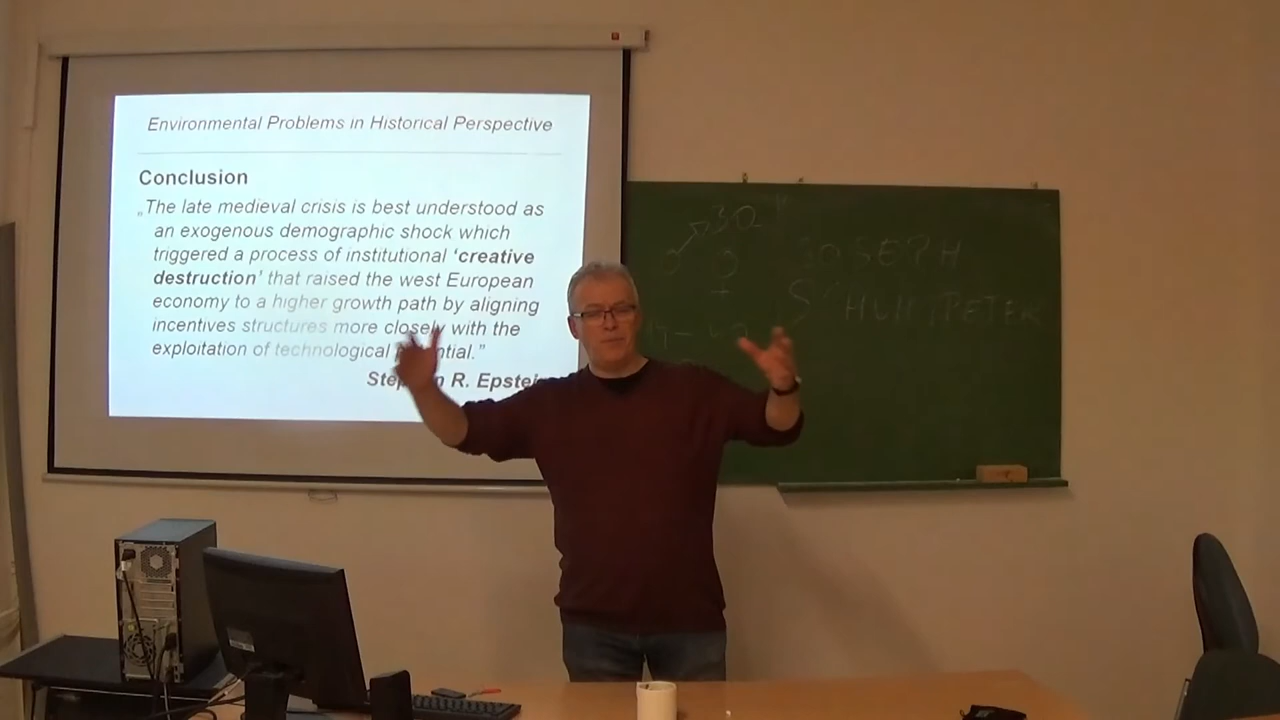 Environmental Problems in Historical Perspective
Conclusion
„The late medieval crisis is best understood as
an exogenous demographic shock which
triggered a process of institutional ‘creative
destruction’ that raised the west European
economy to a higher growth path by aligning
incentives structures more closely with the
exploitation of technological
R.
30
JOSEPH
SCHUMPETER